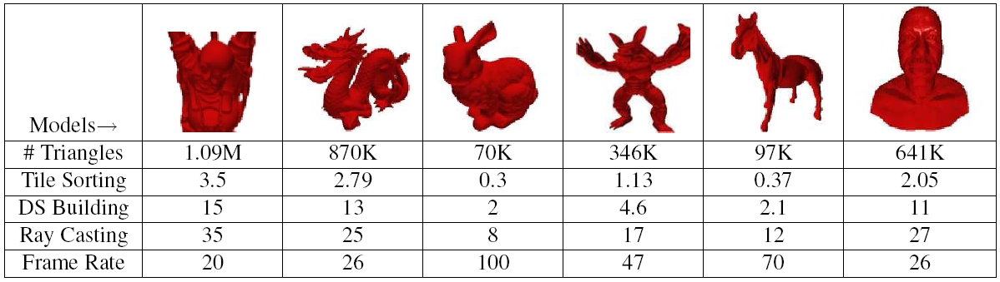 Models→
# Triangles 1.09M 870K 70K 346K 97K 641K
Tile Sorting 3.5 2.79 0.3 1.13 0.37 2.05
DS Building 15 13 2 4.6 2.1 11
Ray Casting 35 25 8 17 12 27
Frame Rate 20 26 100 47 70 26